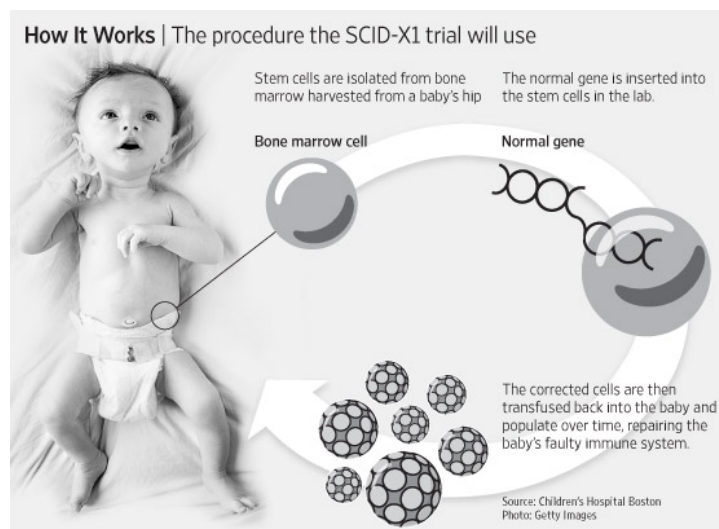 How It Works | The procedure the SCID-X1 trial will use
Stem cells are isolated from bone
marrow harvested from a baby's hip
The normal gene is inserted into
the stem cells in the lab.
Bone marrow cell
Normal gene
The corrected cells are then
transfused back into the baby and
populate over time, repairing the
baby's faulty immune system.
Source: Children's Hospital Boston
Photo: Getty Images